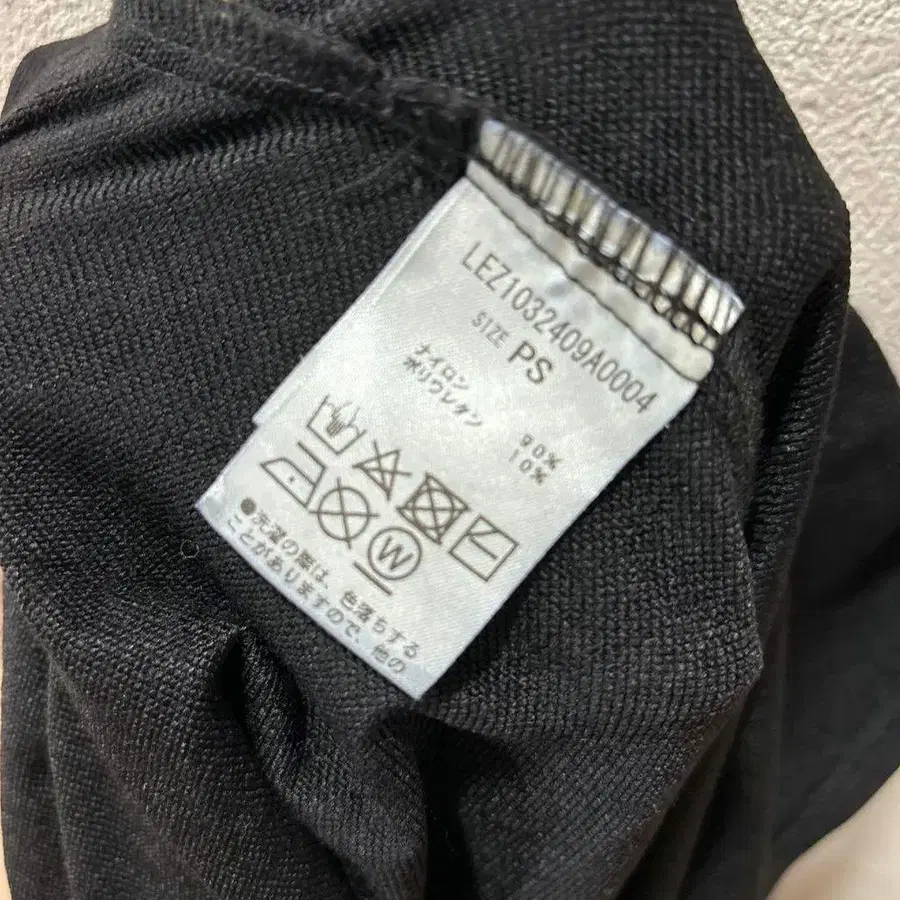 LEZ1032409A0004
SIZE PS
ナイロン 90%
ポリウレタン 10%
W
●洗濯の際は、色落ちする
ことがありますので、他の